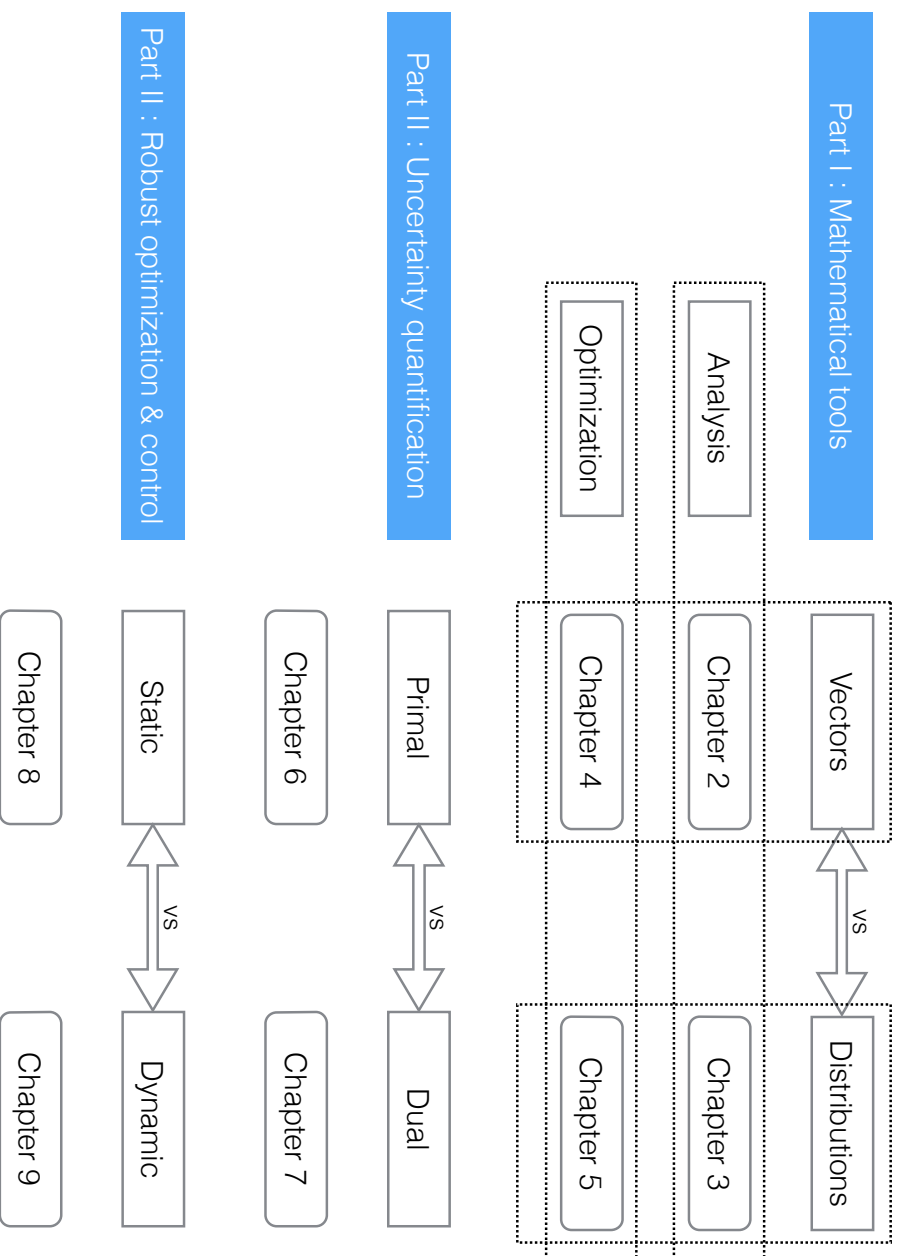 Part I : Mathematical tools
Vectors
vs
Distributions
Analysis
Chapter 2
Chapter 3
Optimization
Chapter 4
Chapter 5
Part II : Uncertainty quantification
Primal
vs
Dual
Chapter 6
Chapter 7
Part II : Robust optimization & control
Static
vs
Dynamic
Chapter 8
Chapter 9